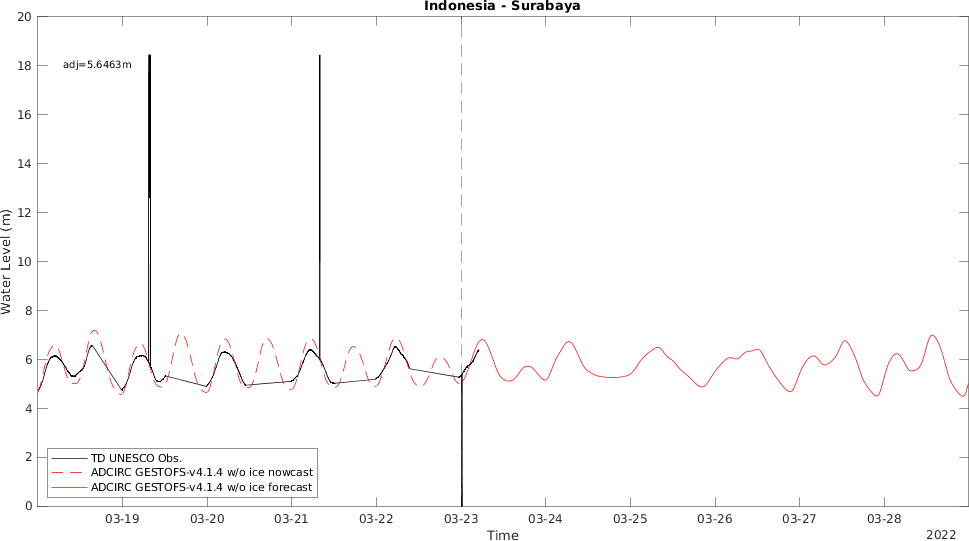 Indonesia - Surabaya
20
18
16
14
12
10
8
6
4
2
0
adj=5.6463m
Water Level (m)
TD UNESCO Obs.
ADCIRC GESTOFS-v4.1.4 w/o ice nowcast
ADCIRC GESTOFS-v4.1.4 w/o ice forecast
03-19 03-20 03-21 03-22 03-23 03-24 03-25 03-26 03-27 03-28
Time
2022